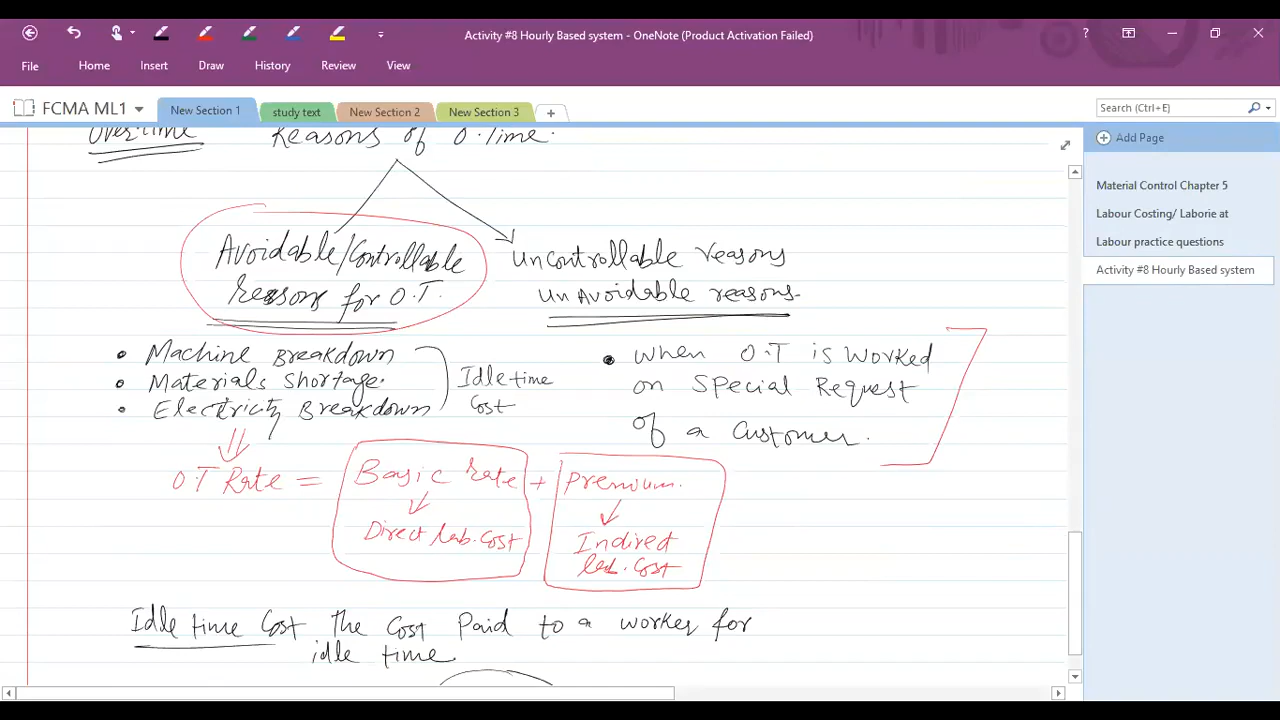 Activity #8 Hourly Based system - OneNote (Product Activation Failed)
File Home Insert Draw History Review View
FCMA ML1 New Section 1 study text New Section 2 New Section 3
Search (Ctrl+E)
Add Page
Material Control Chapter 5
Labour Costing/ Laborie at
Labour practice questions
Activity #8 Hourly Based system
Over.time Reasons of O.Time.
Avoidable/Controllable
reasons for O.T.
Uncontrollable reasons
UnAvoidable reasons.
• Machine Breakdown
• Materials Shortage.
• Electricity Breakdown
Idle time
Cost
• When O.T is Worked
on Special Request
of a Customer.
O.T Rate = Basic rate + Premium.
Direct lab. Cost
Indirect
lab. Cost
Idle time Cost The Cost Paid to a worker for
idle time.